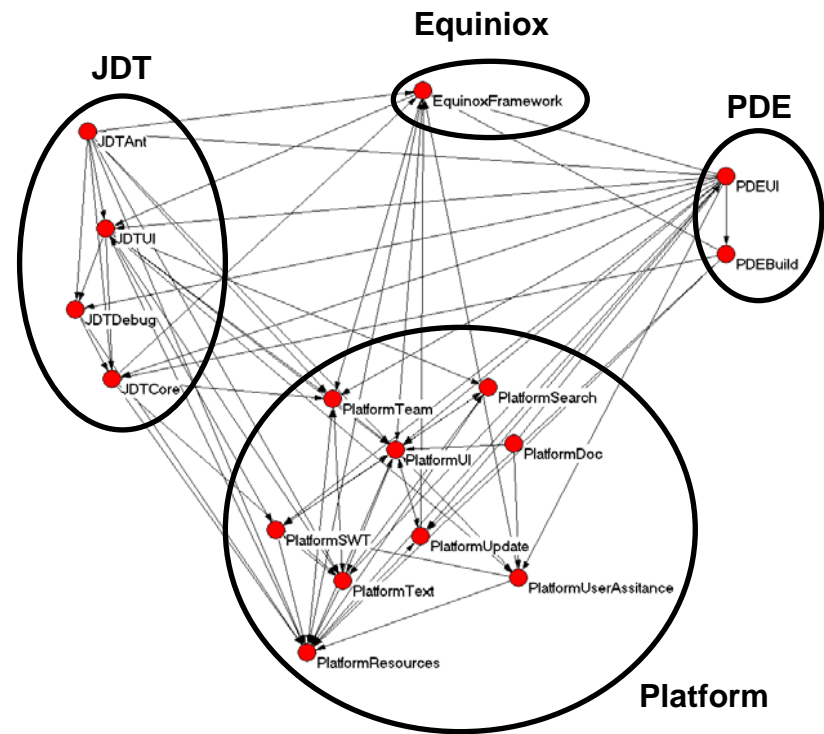 Equiniox
JDT
EquinoxFramework
PDE
JDTAnt
PDEUI
JDTUI
PDEBuild
JDTDebug
JDTCore
PlatformTeam
PlatformSearch
PlatformUI
PlatformDoc
PlatformSWT
PlatformUpdate
PlatformText
PlatformUserAssitance
PlatformResources
Platform